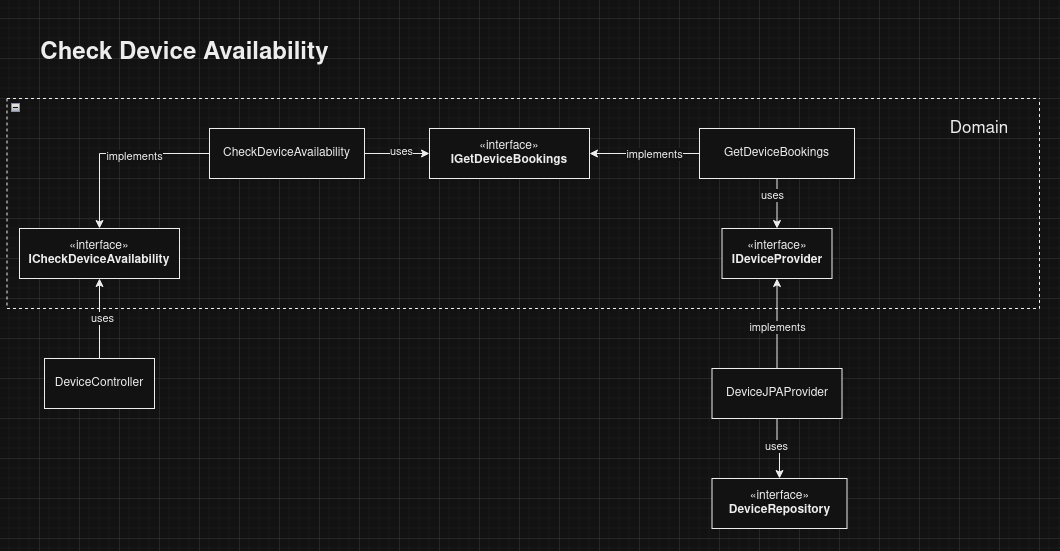 Check Device Availability
Domain
CheckDeviceAvailability
uses
«interface»
IGetDeviceBookings
implements
GetDeviceBookings
implements
uses
«interface»
ICheckDeviceAvailability
«interface»
IDeviceProvider
uses
implements
DeviceController
DeviceJPAProvider
uses
«interface»
DeviceRepository